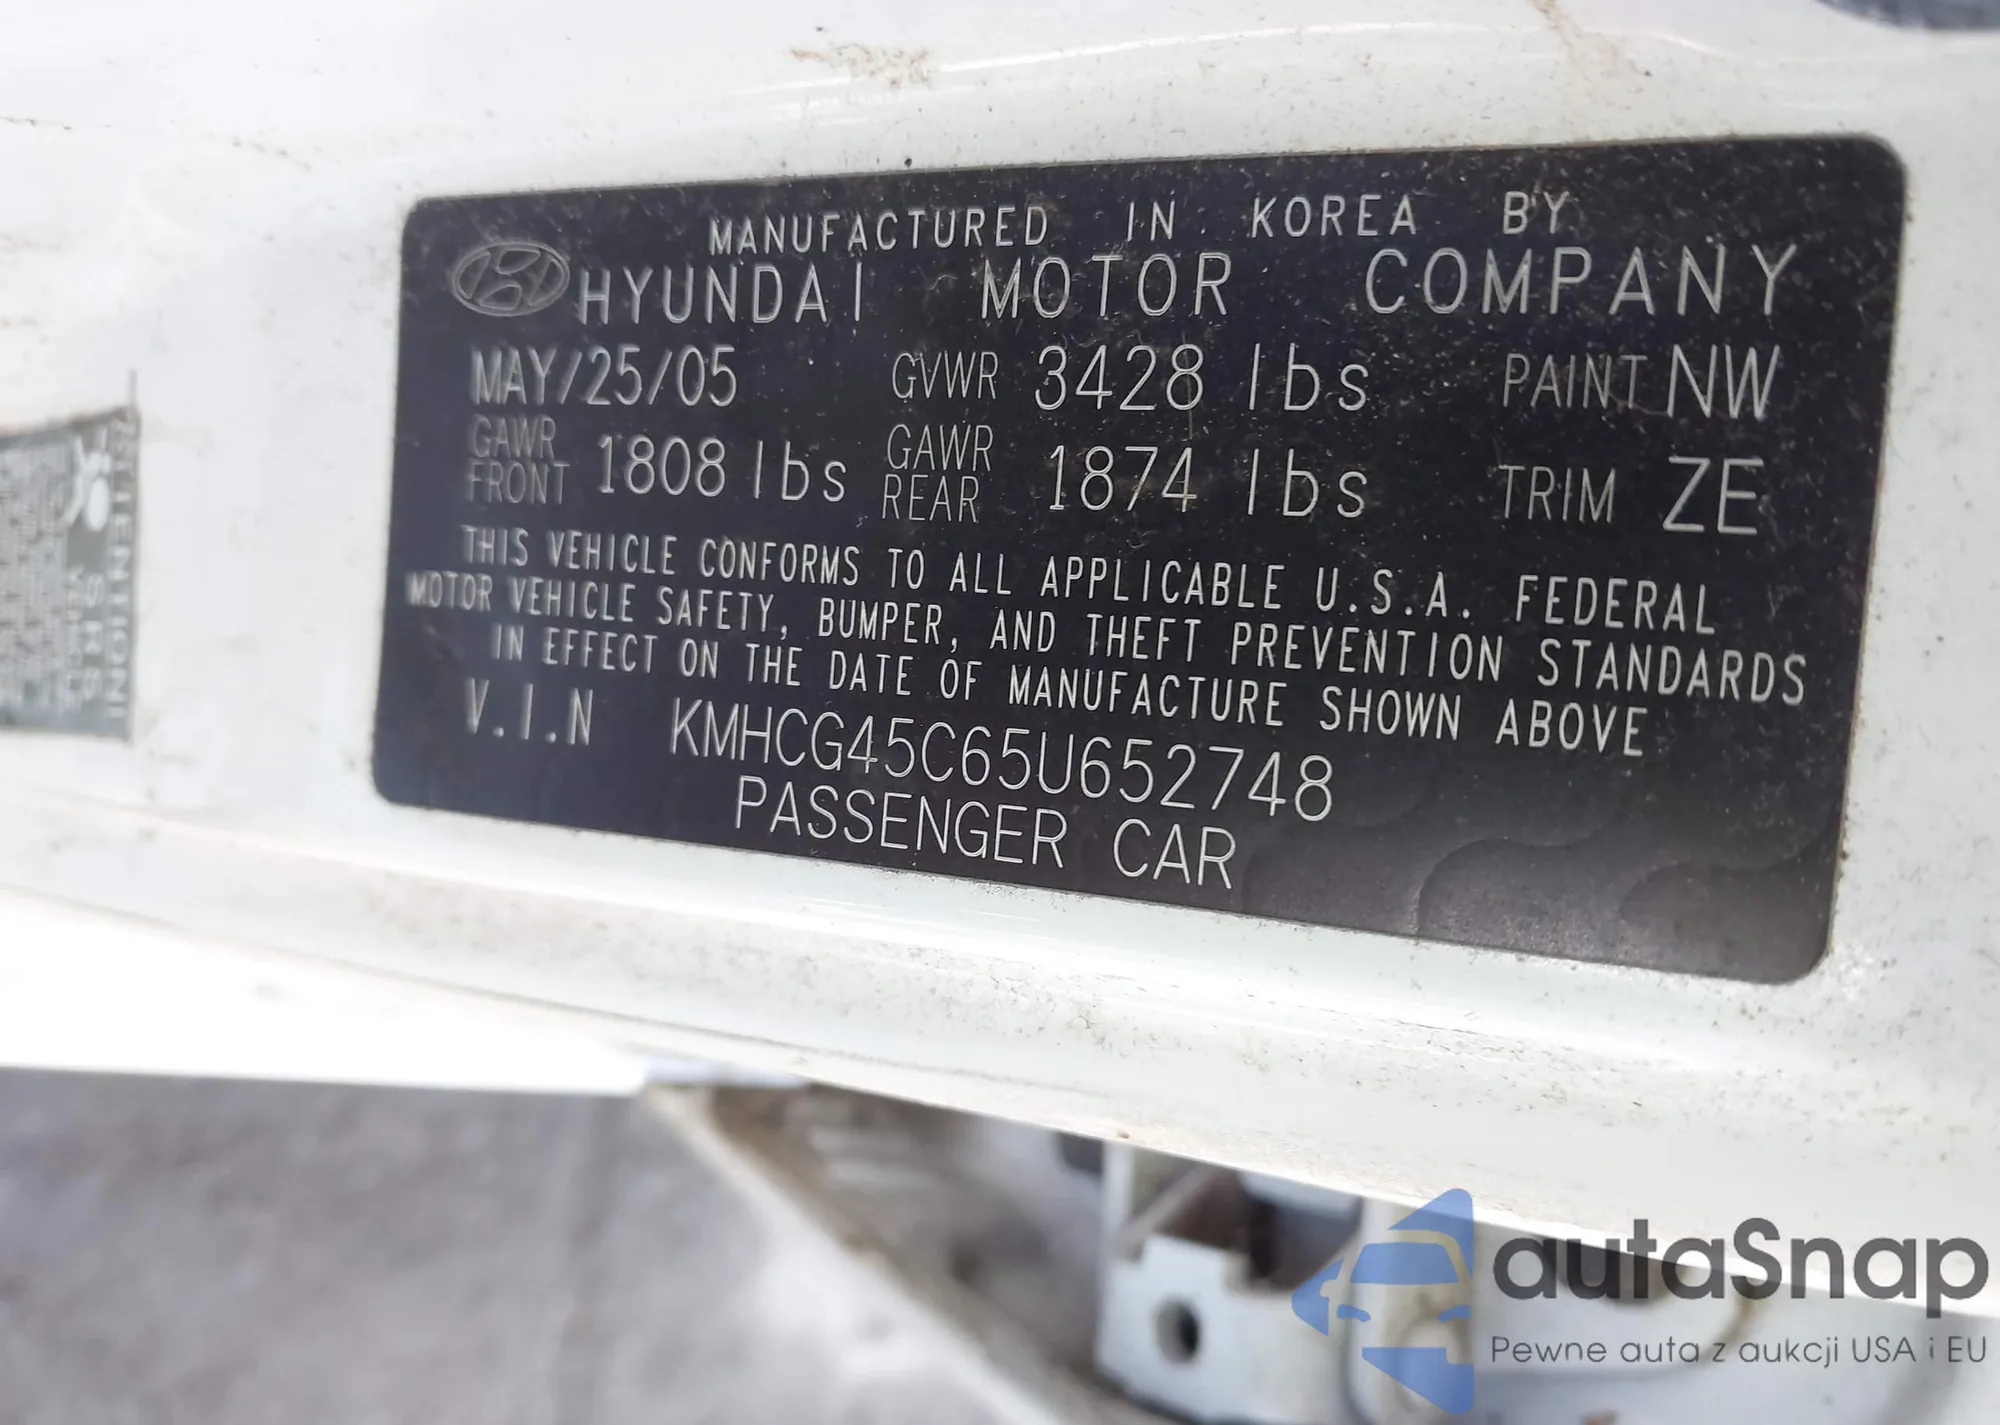 MANUFACTURED IN KOREA BY
HYUNDAI MOTOR COMPANY
MAY/25/05 GVWR 3428 lbs PAINT NW
GAWR FRONT 1808 lbs GAWR REAR 1874 lbs TRIM ZE
THIS VEHICLE CONFORMS TO ALL APPLICABLE U.S.A. FEDERAL
MOTOR VEHICLE SAFETY, BUMPER, AND THEFT PREVENTION STANDARDS
IN EFFECT ON THE DATE OF MANUFACTURE SHOWN ABOVE
V.I.N KMHCG45C65U652748
PASSENGER CAR
SRS
autaSnap
Pewne auta z aukcji USA i EU